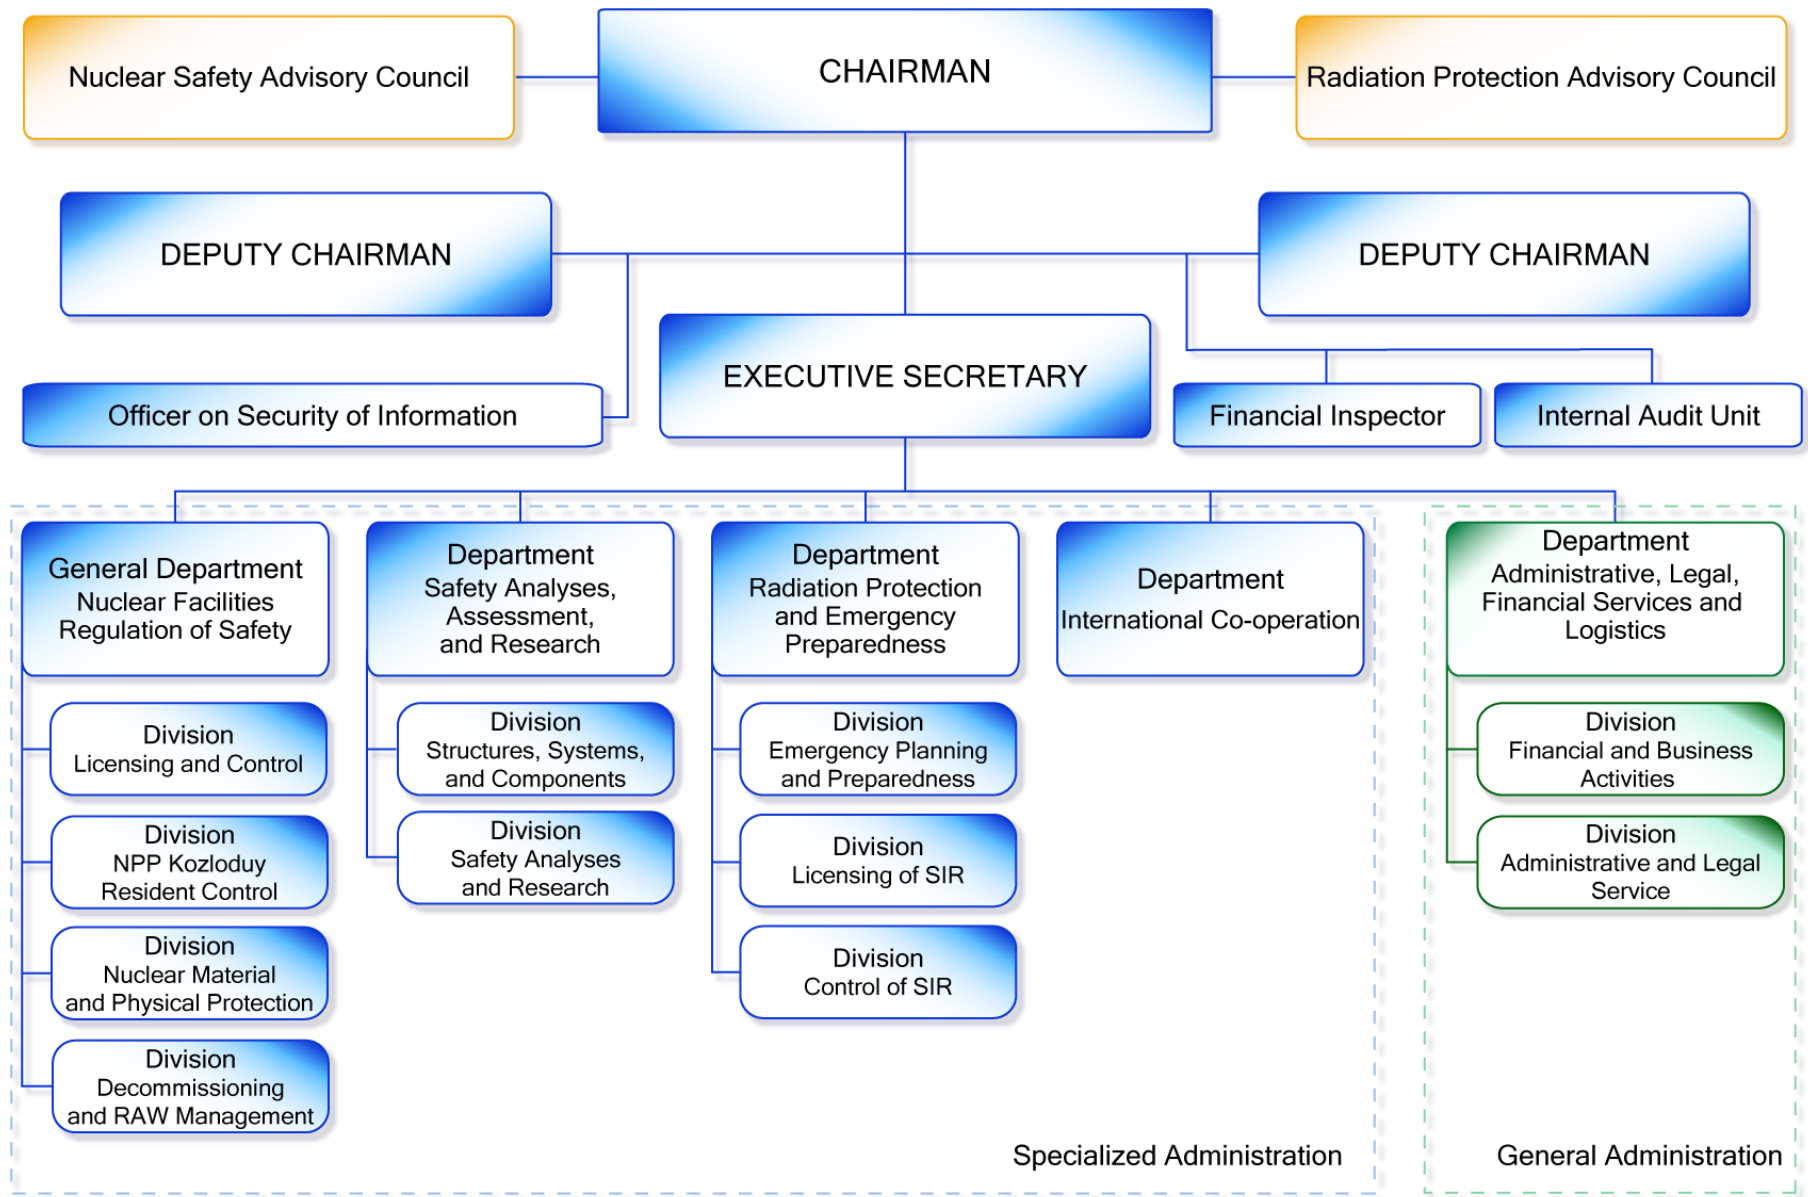 Nuclear Safety Advisory Council
CHAIRMAN
Radiation Protection Advisory Council
DEPUTY CHAIRMAN
DEPUTY CHAIRMAN
EXECUTIVE SECRETARY
Officer on Security of Information
Financial Inspector
Internal Audit Unit
General Department
Nuclear Facilities
Regulation of Safety
Division
Licensing and Control
Division
NPP Kozloduy
Resident Control
Division
Nuclear Material
and Physical Protection
Division
Decommissioning
and RAW Management
Department
Safety Analyses,
Assessment,
and Research
Division
Structures, Systems,
and Components
Division
Safety Analyses
and Research
Department
Radiation Protection
and Emergency
Preparedness
Division
Emergency Planning
and Preparedness
Division
Licensing of SIR
Division
Control of SIR
Department
International Co-operation
Specialized Administration
Department
Administrative, Legal,
Financial Services and
Logistics
Division
Financial and Business
Activities
Division
Administrative and Legal
Service
General Administration